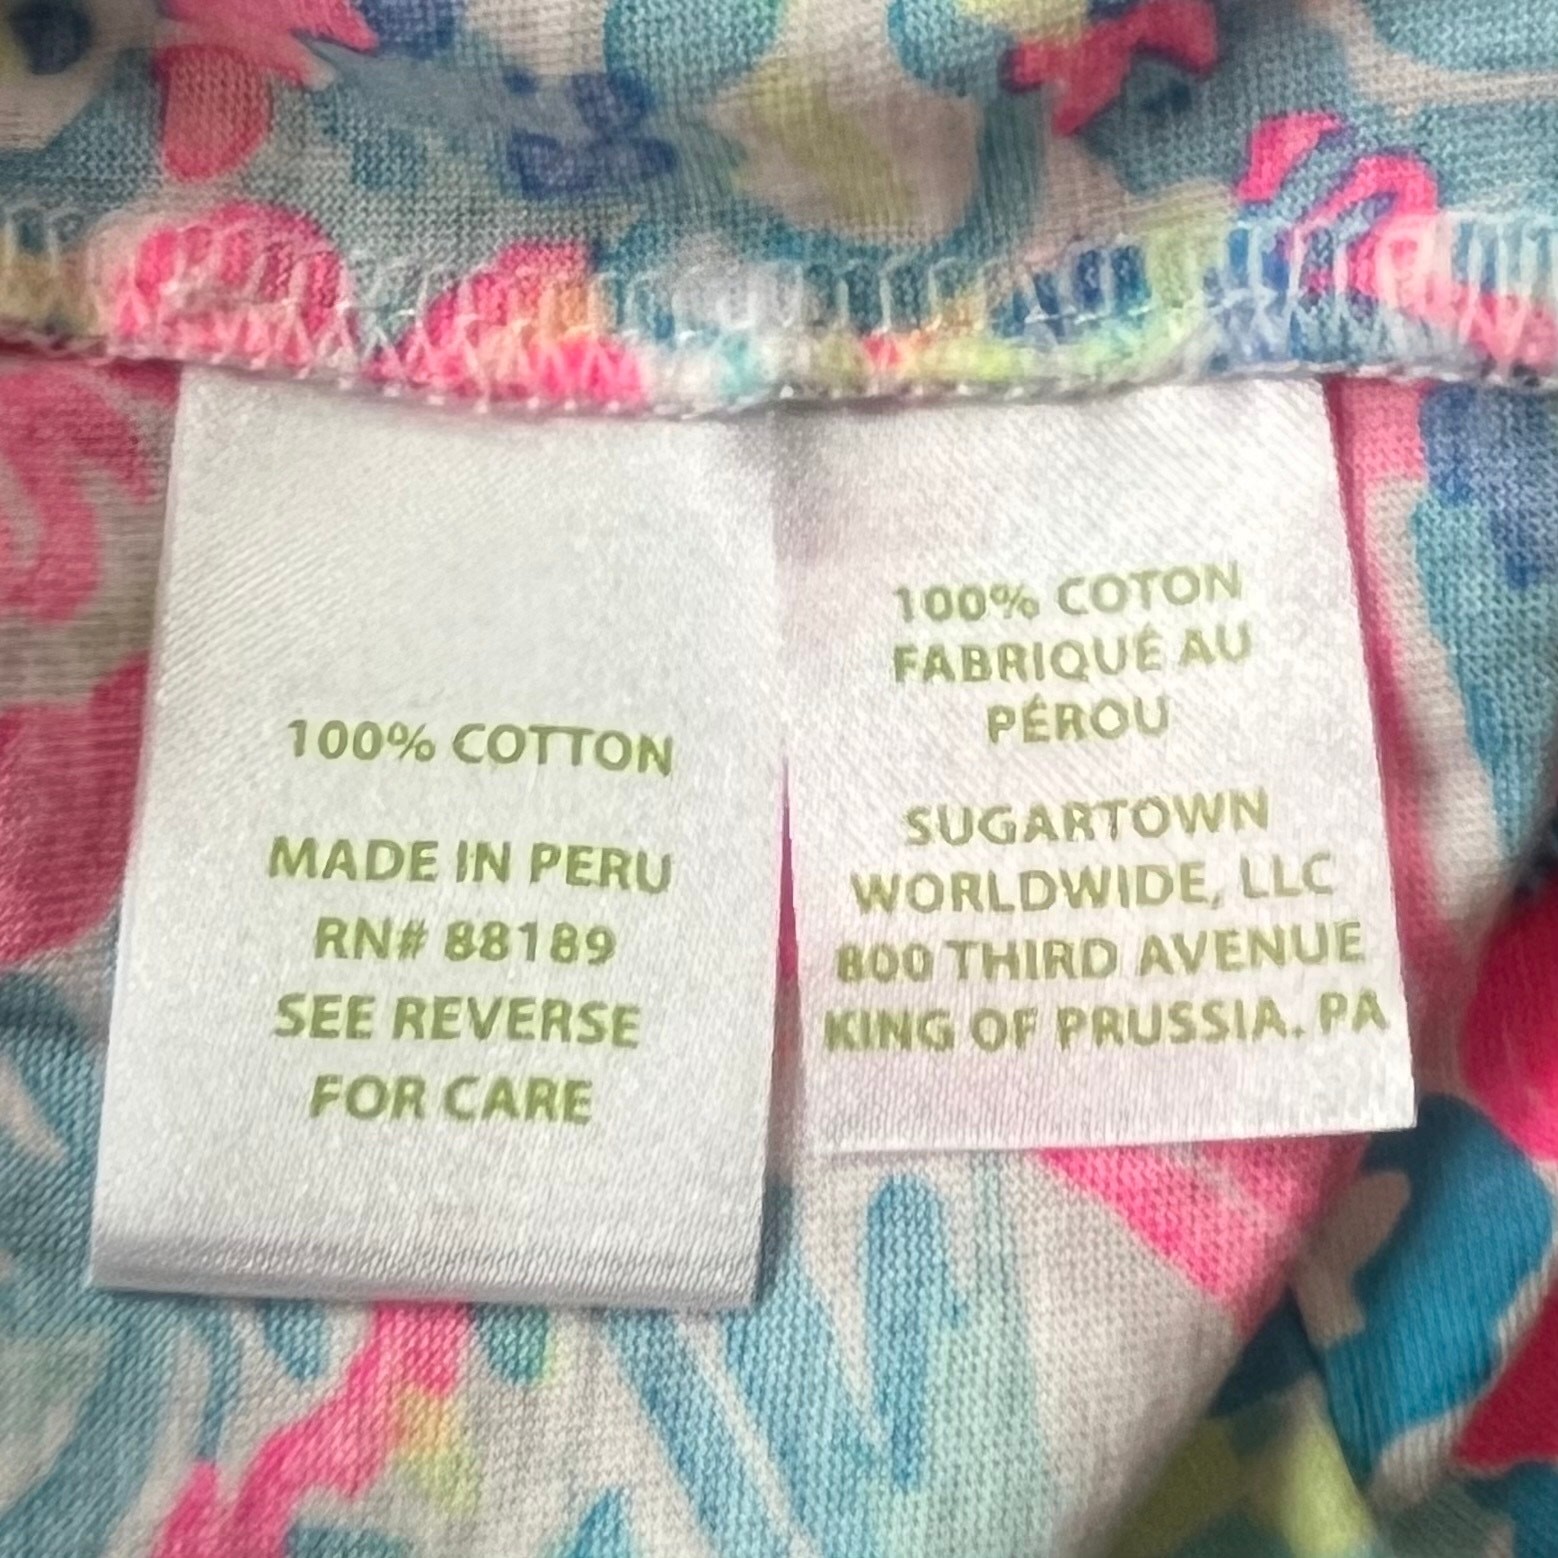 100% COTTON
MADE IN PERU
RN# 88189
SEE REVERSE
FOR CARE
100% COTON
FABRIQUÉ AU
PÉROU
SUGARTOWN
WORLDWIDE, LLC
800 THIRD AVENUE
KING OF PRUSSIA. PA